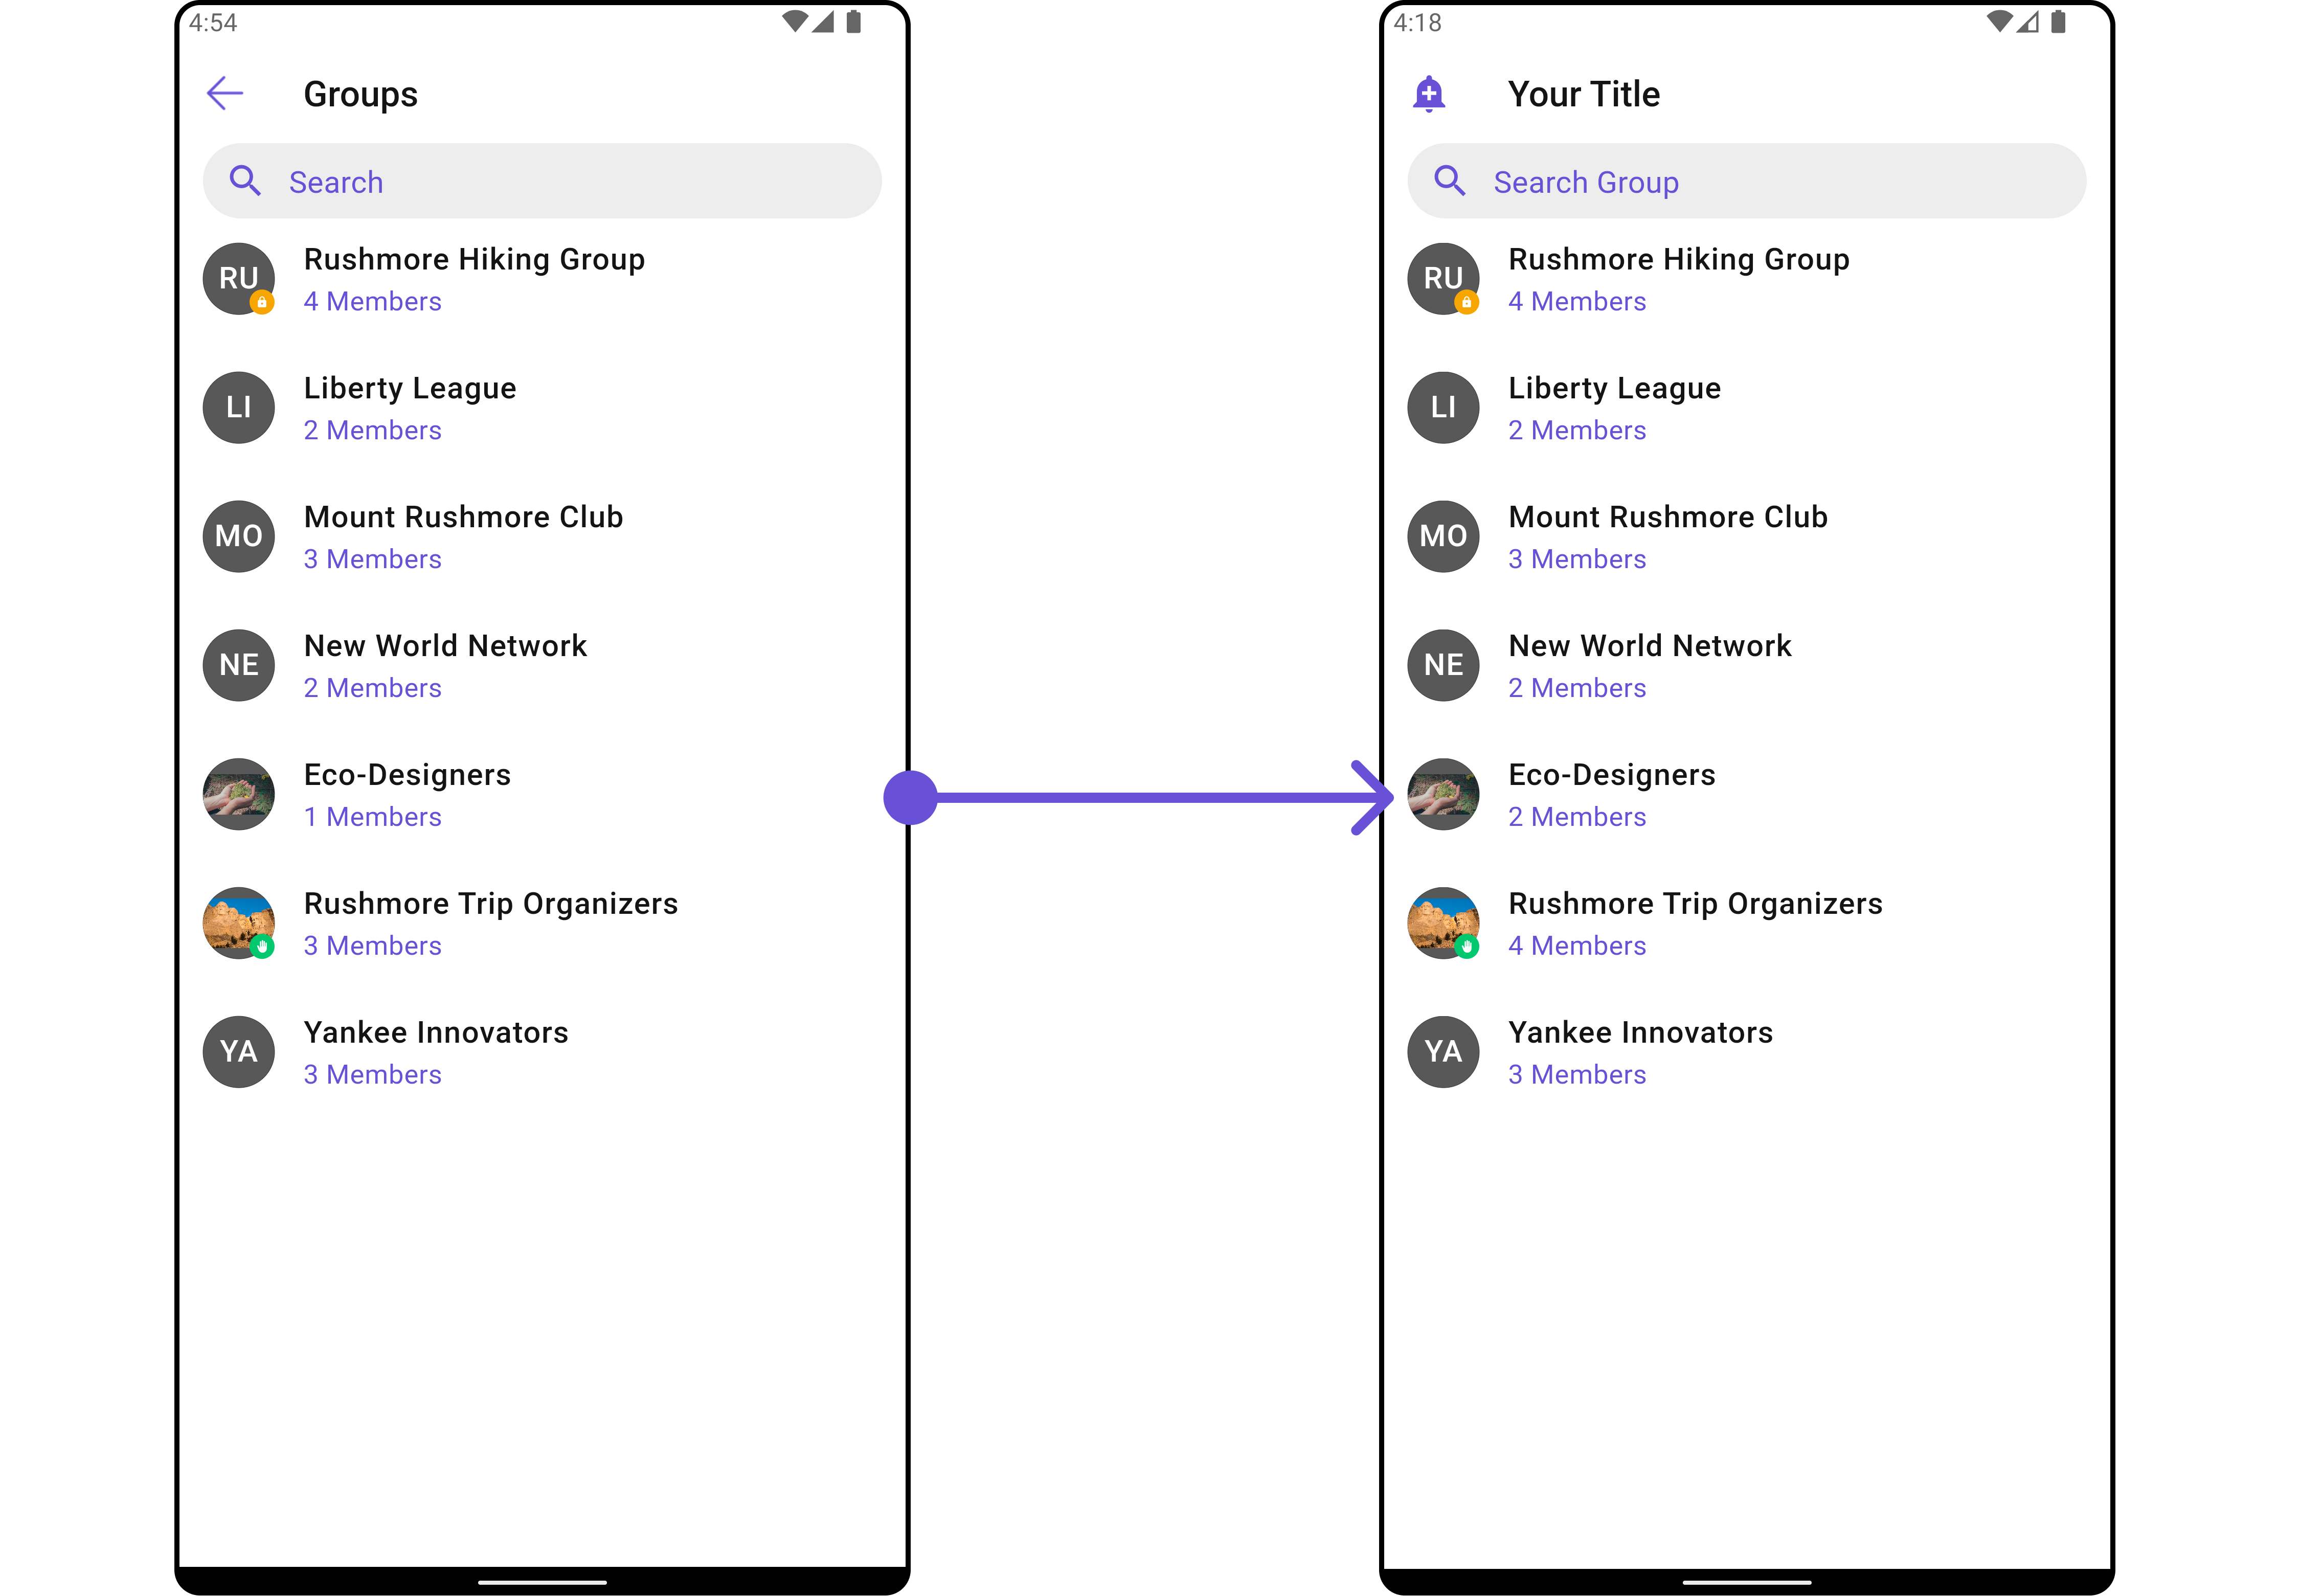 4:54
Groups
Search
RU
Rushmore Hiking Group
4 Members
LI
Liberty League
2 Members
MO
Mount Rushmore Club
3 Members
NE
New World Network
2 Members
Eco-Designers
1 Members
Rushmore Trip Organizers
3 Members
YA
Yankee Innovators
3 Members
4:18
Your Title
Search Group
RU
Rushmore Hiking Group
4 Members
LI
Liberty League
2 Members
MO
Mount Rushmore Club
3 Members
NE
New World Network
2 Members
Eco-Designers
2 Members
Rushmore Trip Organizers
4 Members
YA
Yankee Innovators
3 Members